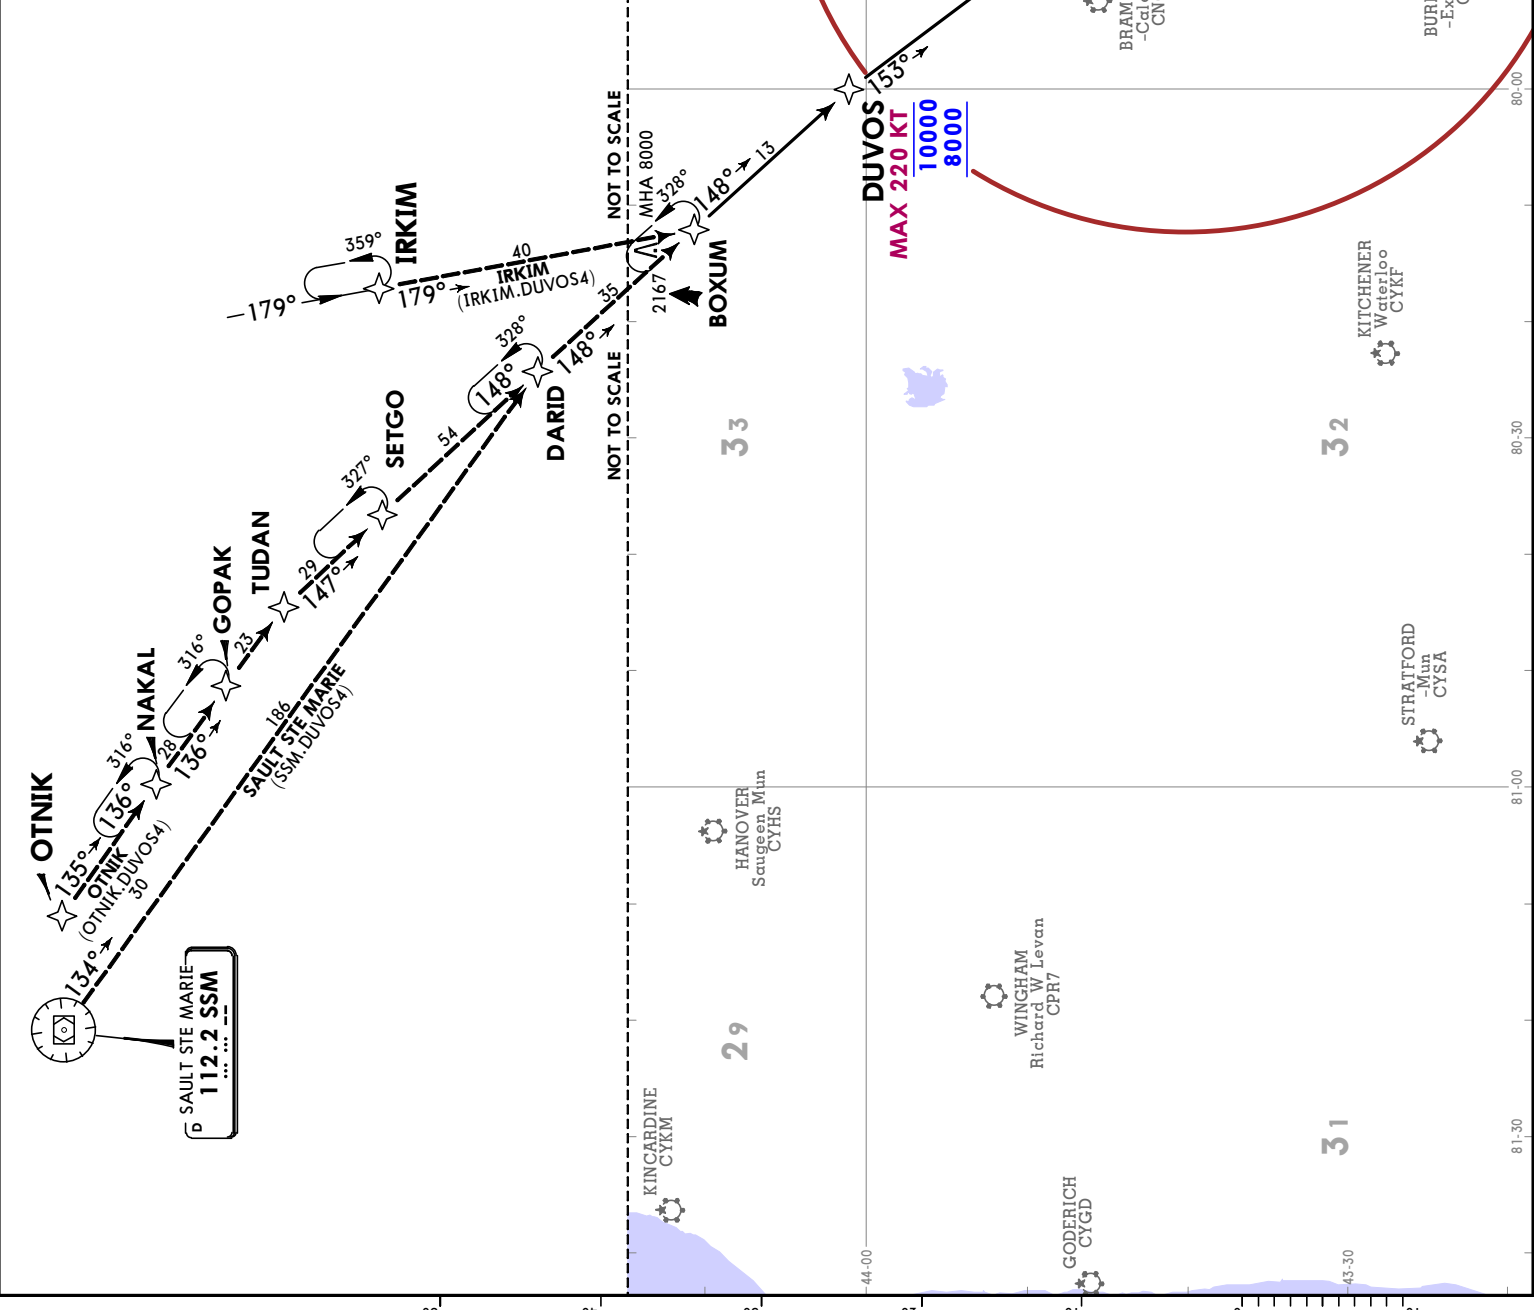 OTNIK
135°
OTNIK
(OTNIK.DUVOS4)
30
136°
316°
NAKAL
28
136°
316°
GOPAK
23
TUDAN
29
147°
327°
SETGO
54
148°
328°
DARID
148°
35
134°
186
SAULT STE MARIE
(SSM.DUVOS4)
D
SAULT STE MARIE
112.2 SSM
179°
359°
IRKIM
179°
40
IRKIM
(IRKIM.DUVOS4)
NOT TO SCALE
NOT TO SCALE
MHA 8000
328°
2167
BOXUM
148°
13
DUVOS
MAX 220 KT
10000
8000
153°
80-00
80-30
81-00
81-30
44-00
43-30
33
32
29
31
KITCHENER
Waterloo
CYKF
STRATFORD
-Mun
CYSA
HANOVER
Saugeen Mun
CYHS
WINGHAM
Richard W Levan
CPR7
KINCARDINE
CYKM
GODERICH
CYGD